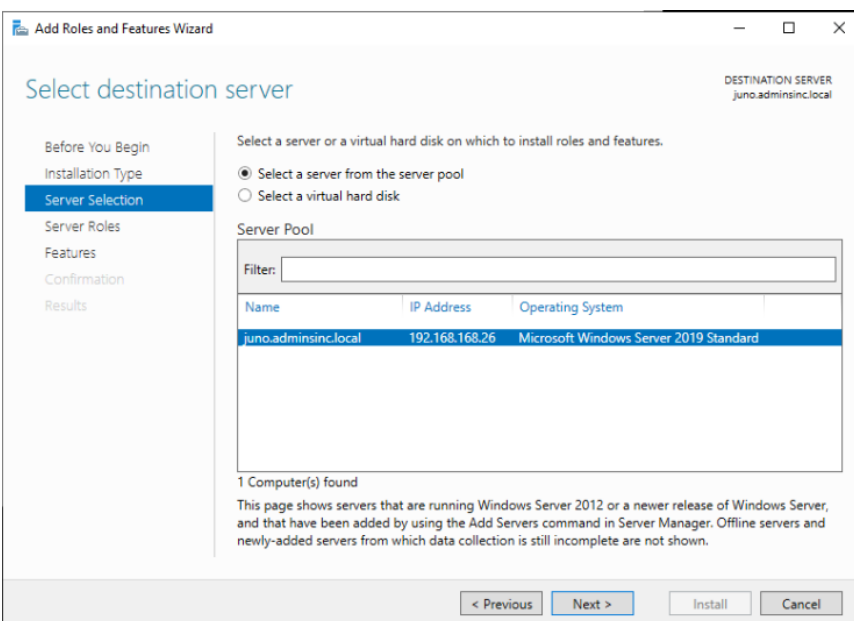 Add Roles and Features Wizard
Select destination server
DESTINATION SERVER
juno.adminsinc.local
Before You Begin
Installation Type
Server Selection
Server Roles
Features
Confirmation
Results
Select a server or a virtual hard disk on which to install roles and features.
Select a server from the server pool
Select a virtual hard disk
Server Pool
Filter:
Name IP Address Operating System
juno.adminsinc.local 192.168.168.26 Microsoft Windows Server 2019 Standard
1 Computer(s) found
This page shows servers that are running Windows Server 2012 or a newer release of Windows Server,
and that have been added by using the Add Servers command in Server Manager. Offline servers and
newly-added servers from which data collection is still incomplete are not shown.
< Previous Next > Install Cancel